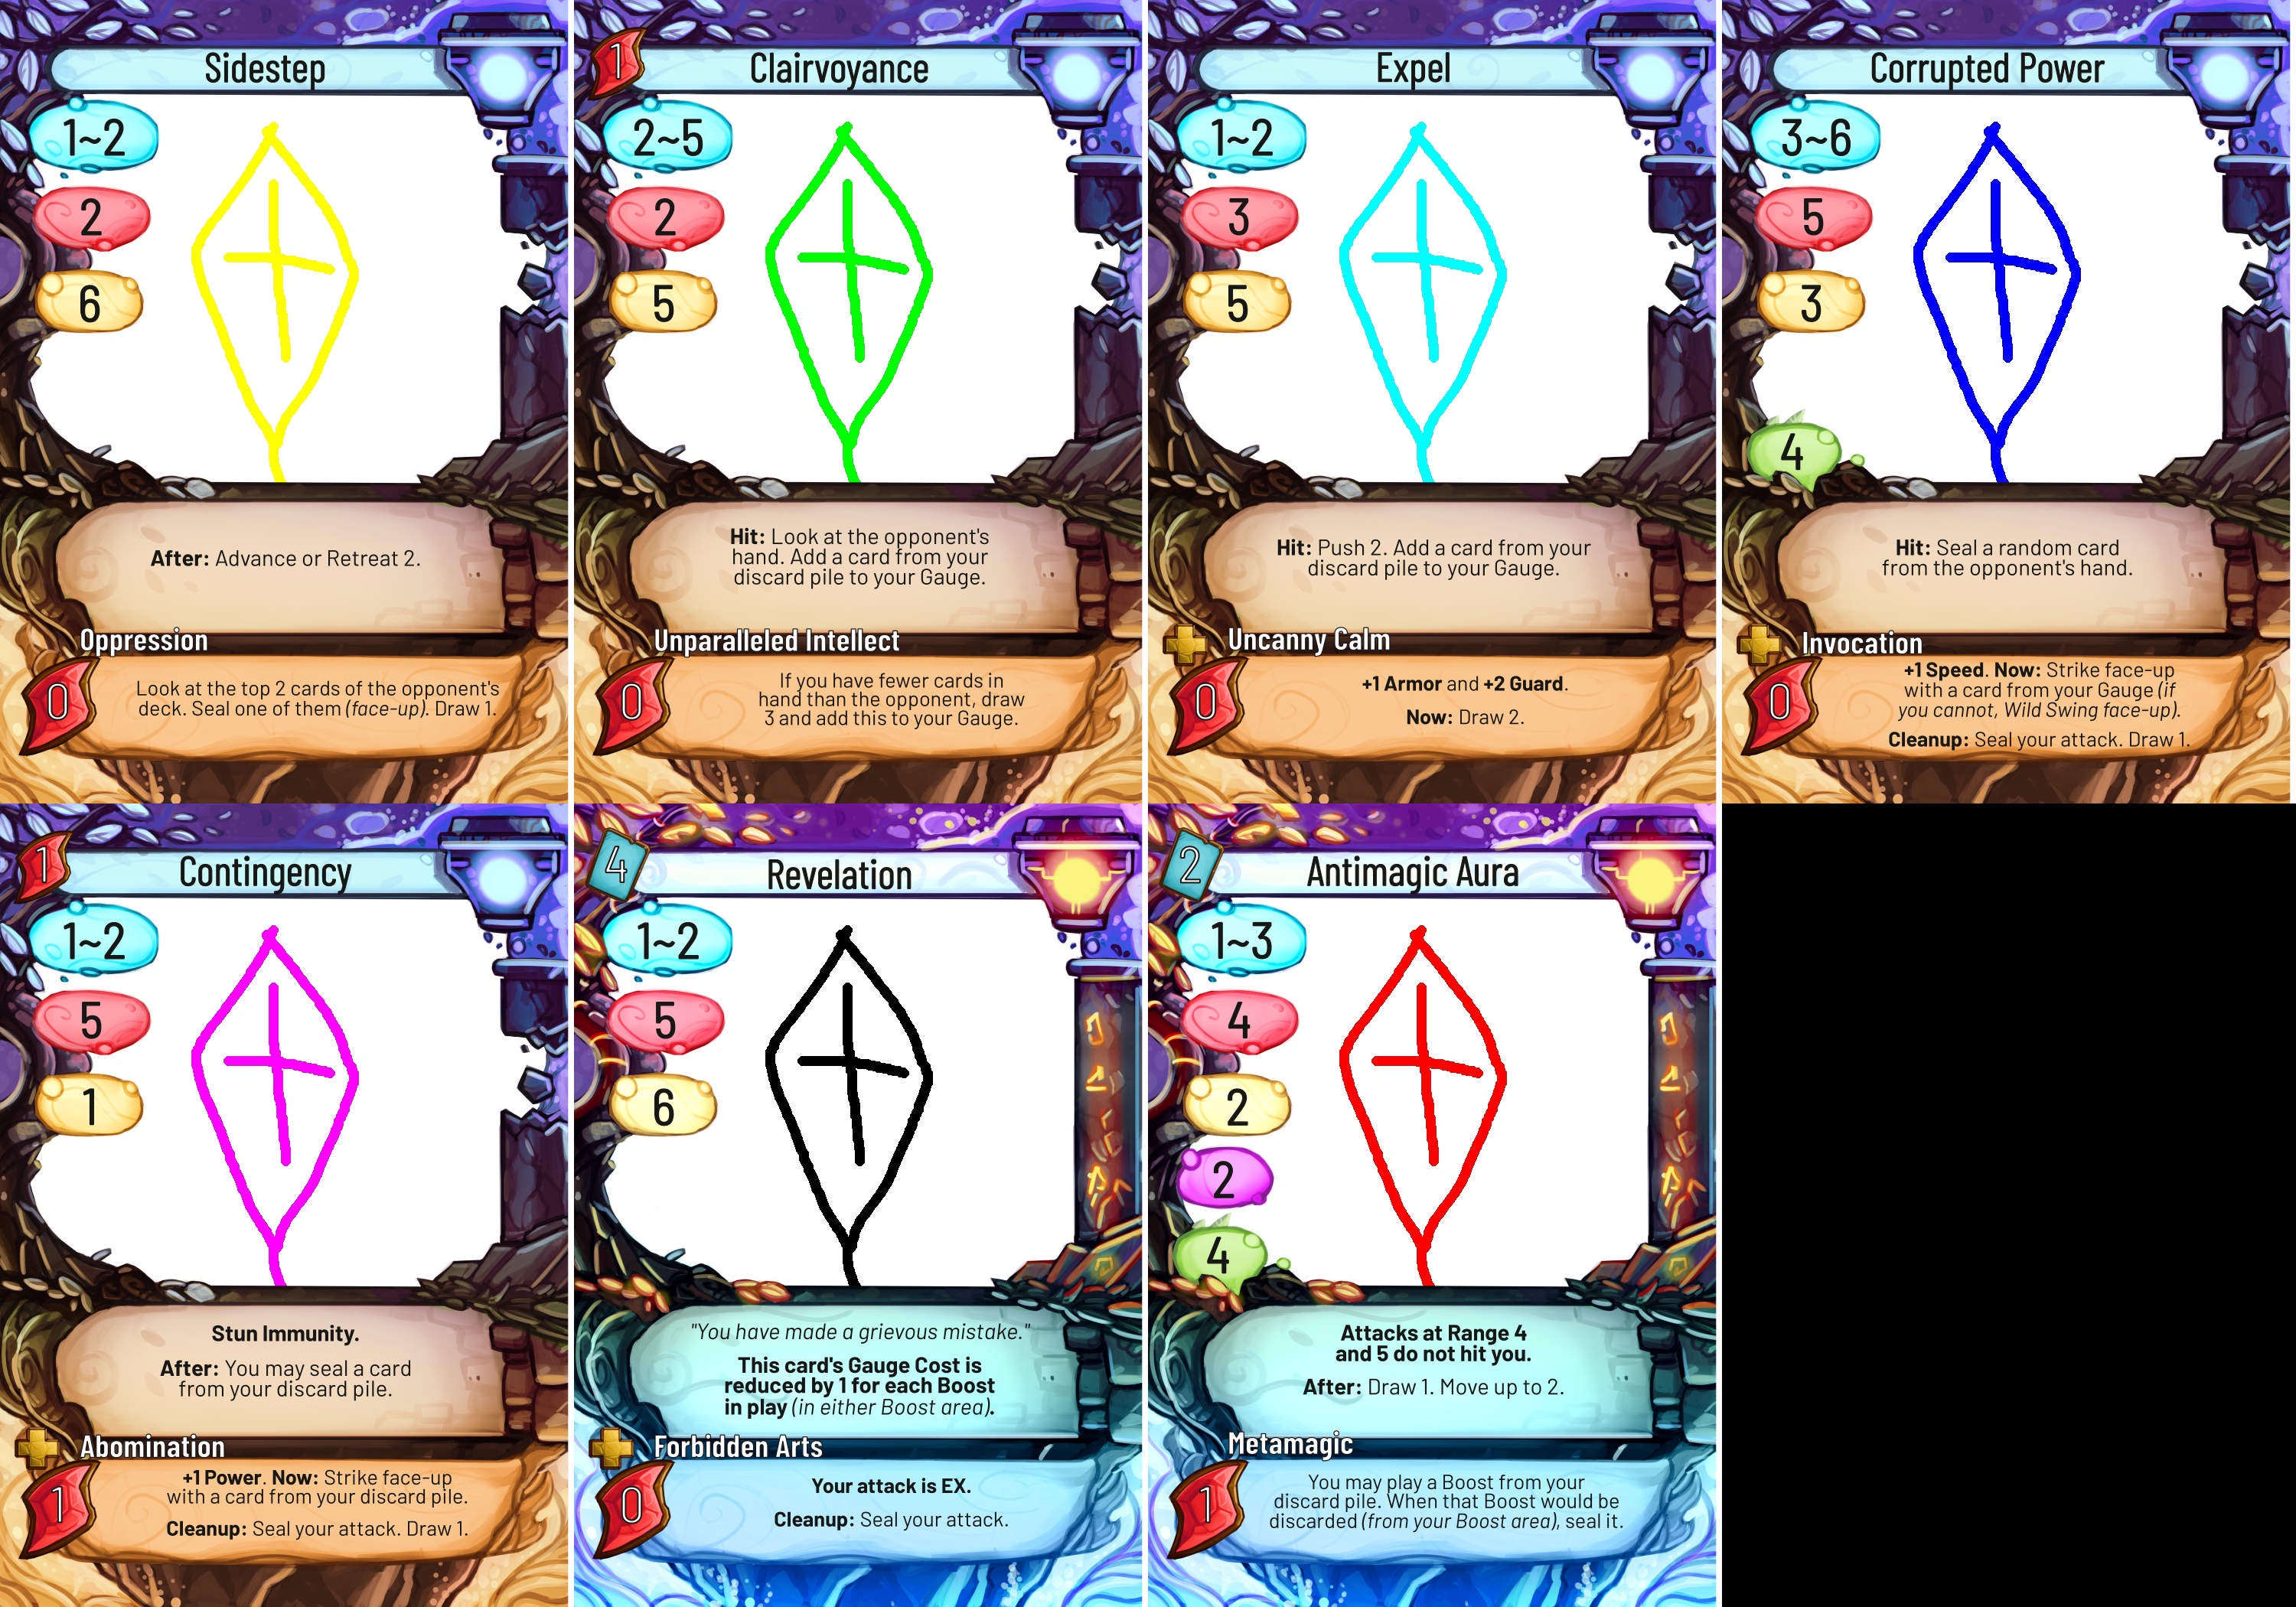 Sidestep
1~2
2
6
After: Advance or Retreat 2.
Oppression
0
Look at the top 2 cards of the opponent's
deck. Seal one of them (face-up). Draw 1.
1
Clairvoyance
2~5
2
5
Hit: Look at the opponent's
hand. Add a card from your
discard pile to your Gauge.
Unparalleled Intellect
0
If you have fewer cards in
hand than the opponent, draw
3 and add this to your Gauge.
Expel
1~2
3
5
Hit: Push 2. Add a card from your
discard pile to your Gauge.
Uncanny Calm
0
+1 Armor and +2 Guard.
Now: Draw 2.
Corrupted Power
3~6
5
3
4
Hit: Seal a random card
from the opponent's hand.
Invocation
0
+1 Speed. Now: Strike face-up
with a card from your Gauge (if
you cannot, Wild Swing face-up).
Cleanup: Seal your attack. Draw 1.
1
Contingency
1~2
5
1
Stun Immunity.
After: You may seal a card
from your discard pile.
Abomination
1
+1 Power. Now: Strike face-up
with a card from your discard pile.
Cleanup: Seal your attack. Draw 1.
4
Revelation
1~2
5
6
"You have made a grievous mistake."
This card's Gauge Cost is
reduced by 1 for each Boost
in play (in either Boost area).
Forbidden Arts
0
Your attack is EX.
Cleanup: Seal your attack.
2
Antimagic Aura
1~3
4
2
2
4
Attacks at Range 4
and 5 do not hit you.
After: Draw 1. Move up to 2.
Metamagic
1
You may play a Boost from your
discard pile. When that Boost would be
discarded (from your Boost area), seal it.